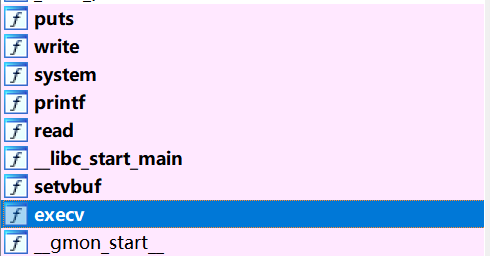 puts
write
system
printf
read
__libc_start_main
setvbuf
execv
__gmon_start__